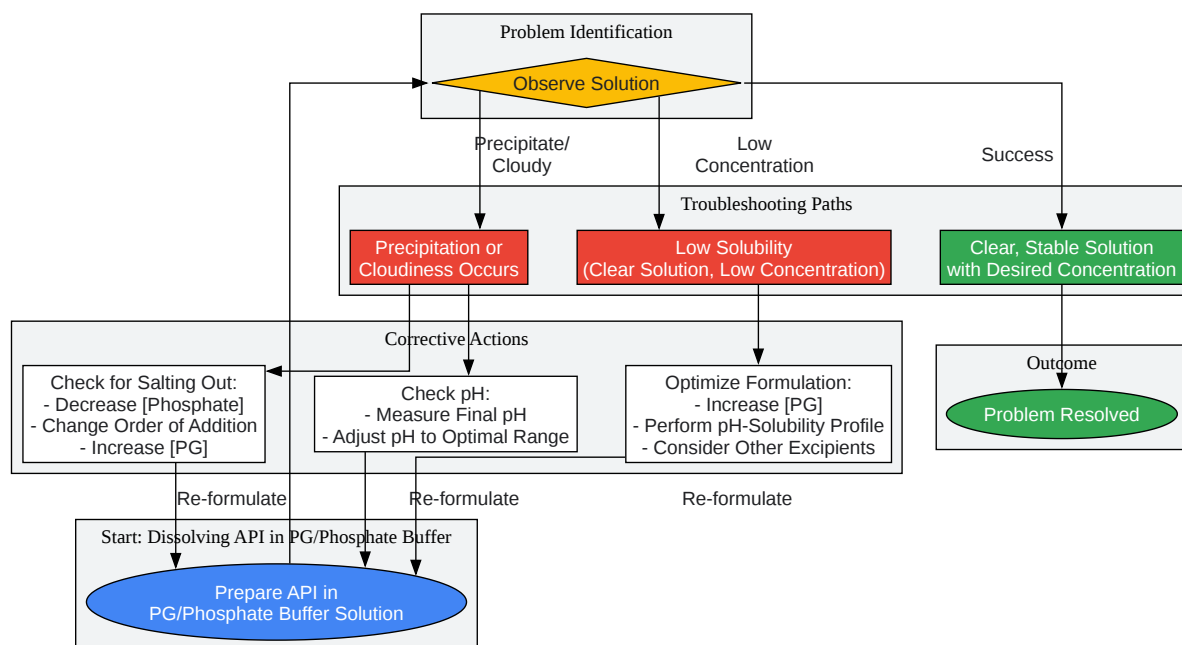 Problem Identification
Observe Solution
Precipitate/
Cloudy
Low
Concentration
Success
Troubleshooting Paths
Precipitation or
Cloudiness Occurs
Low Solubility
(Clear Solution, Low Concentration)
Clear, Stable Solution
with Desired Concentration
Corrective Actions
Check for Salting Out:
- Decrease [Phosphate]
- Change Order of Addition
- Increase [PG]
Check pH:
- Measure Final pH
- Adjust pH to Optimal Range
Optimize Formulation:
- Increase [PG]
- Perform pH-Solubility Profile
- Consider Other Excipients
Outcome
Problem Resolved
Re-formulate
Re-formulate
Re-formulate
Start: Dissolving API in PG/Phosphate Buffer
Prepare API in
PG/Phosphate Buffer Solution